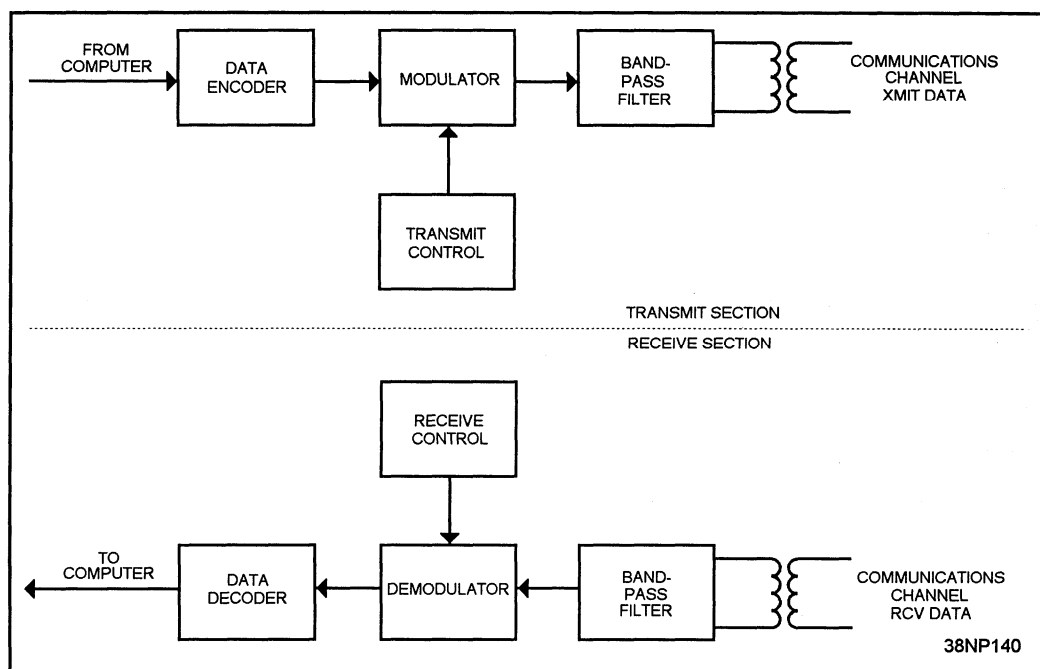 FROM
COMPUTER
DATA
ENCODER
MODULATOR
BAND-
PASS
FILTER
COMMUNICATIONS
CHANNEL
XMIT DATA
TRANSMIT
CONTROL
TRANSMIT SECTION
RECEIVE SECTION
RECEIVE
CONTROL
TO
COMPUTER
DATA
DECODER
DEMODULATOR
BAND-
PASS
FILTER
COMMUNICATIONS
CHANNEL
RCV DATA
38NP140